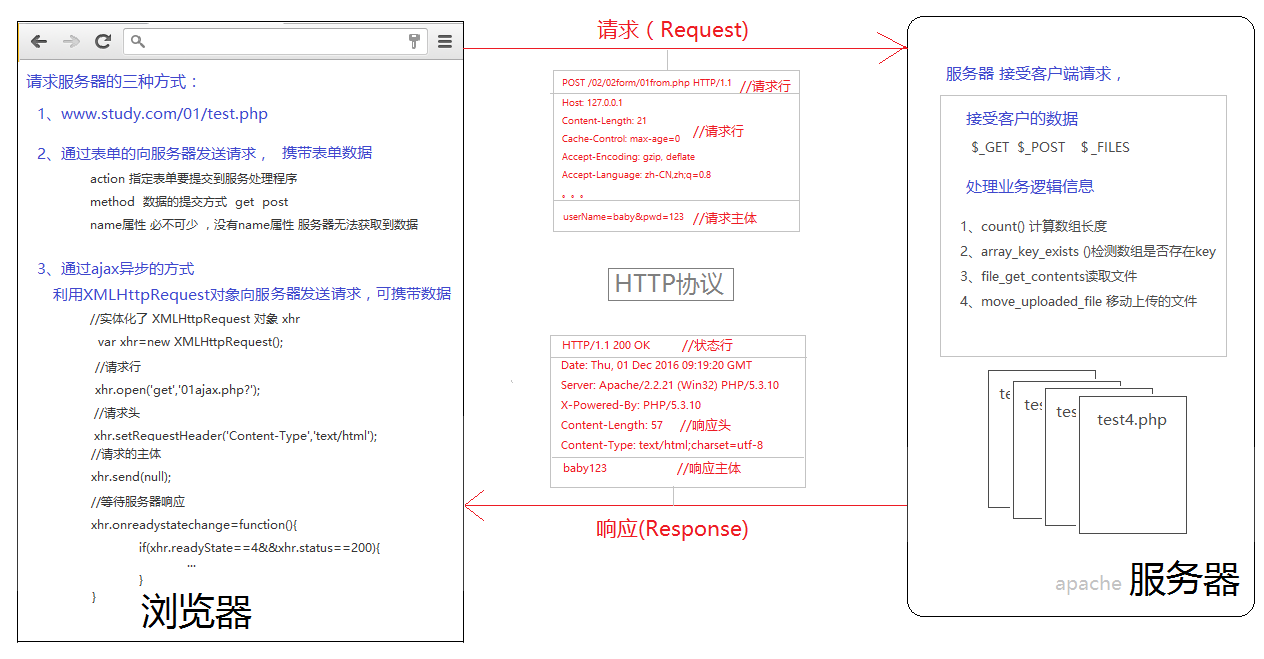 请求服务器的三种方式：
1、www.study.com/01/test.php
2、通过表单的向服务器发送请求， 携带表单数据
action 指定表单要提交到服务处理程序
method 数据的提交方式 get post
name属性 必不可少 ，没有name属性 服务器无法获取到数据
3、通过ajax异步的方式
利用XMLHttpRequest对象向服务器发送请求，可携带数据
//实体化了 XMLHttpRequest 对象 xhr
var xhr=new XMLHttpRequest();
//请求行
xhr.open('get','01ajax.php?');
//请求头
xhr.setRequestHeader('Content-Type','text/html');
//请求的主体
xhr.send(null);
//等待服务器响应
xhr.onreadystatechange=function(){
if(xhr.readyState==4&&xhr.status==200){
...
}
}
浏览器
请求（Request)
POST /02/02form/01from.php HTTP/1.1 //请求行
Host: 127.0.0.1
Content-Length: 21
Cache-Control: max-age=0 //请求行
Accept-Encoding: gzip, deflate
Accept-Language: zh-CN,zh;q=0.8
。。。
userName=baby&pwd=123 //请求主体
HTTP协议
HTTP/1.1 200 OK //状态行
Date: Thu, 01 Dec 2016 09:19:20 GMT
Server: Apache/2.2.21 (Win32) PHP/5.3.10
X-Powered-By: PHP/5.3.10
Content-Length: 57 //响应头
Content-Type: text/html;charset=utf-8
baby123 //响应主体
响应(Response)
服务器 接受客户端请求，
接受客户的数据
$_GET $_POST $_FILES
处理业务逻辑信息
1、count() 计算数组长度
2、array_key_exists ()检测数组是否存在key
3、file_get_contents读取文件
4、move_uploaded_file 移动上传的文件
te
tes
tes
test4.php
apache 服务器